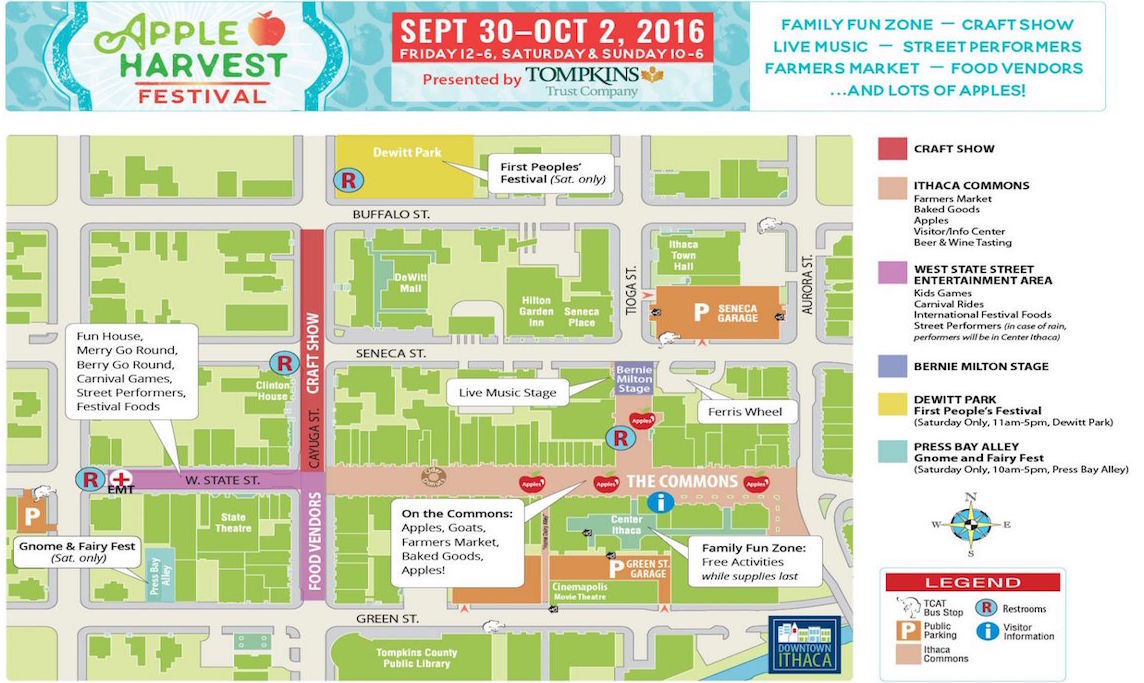 APPLE
HARVEST
FESTIVAL
SEPT 30–OCT 2, 2016
FRIDAY 12-6, SATURDAY & SUNDAY 10-6
Presented by TOMPKINS
Trust Company
FAMILY FUN ZONE — CRAFT SHOW
LIVE MUSIC — STREET PERFORMERS
FARMERS MARKET — FOOD VENDORS
...AND LOTS OF APPLES!
Dewitt Park
R
First Peoples'
Festival (Sat. only)
BUFFALO ST.
DeWitt
Mall
Hilton
Garden
Inn
Seneca
Place
TIOGA ST.
Ithaca
Town
Hall
P SENECA
GARAGE
AURORA ST.
CRAFT SHOW
CAYUGA ST.
SENECA ST.
Fun House,
Merry Go Round,
Berry Go Round,
Carnival Games,
Street Performers,
Festival Foods
R
Clinton
House
Live Music Stage
Bernie
Milton
Stage
Ferris Wheel
Apples
R
R
EMT
W. STATE ST.
Apples
Apples
THE COMMONS
Apples
i
P
State
Theatre
FOOD VENDORS
On the Commons:
Apples, Goats,
Farmers Market,
Baked Goods,
Apples!
Center
Ithaca
Family Fun Zone:
Free Activities
while supplies last
Gnome & Fairy Fest
(Sat. only)
Press Bay
Alley
P GREEN ST.
GARAGE
Cinemapolis
Movie Theatre
GREEN ST.
Tompkins County
Public Library
DOWNTOWN
ITHACA
CRAFT SHOW
ITHACA COMMONS
Farmers Market
Baked Goods
Apples
Visitor/Info Center
Beer & Wine Tasting
WEST STATE STREET
ENTERTAINMENT AREA
Kids Games
Carnival Rides
International Festival Foods
Street Performers (in case of rain,
performers will be in Center Ithaca)
BERNIE MILTON STAGE
DEWITT PARK
First People's Festival
(Saturday Only, 11am-5pm, Dewitt Park)
PRESS BAY ALLEY
Gnome and Fairy Fest
(Saturday Only, 10am-5pm, Press Bay Alley)
N
W
E
S
LEGEND
TCAT
Bus Stop
R Restrooms
P Public
Parking
i Visitor
Information
Ithaca
Commons